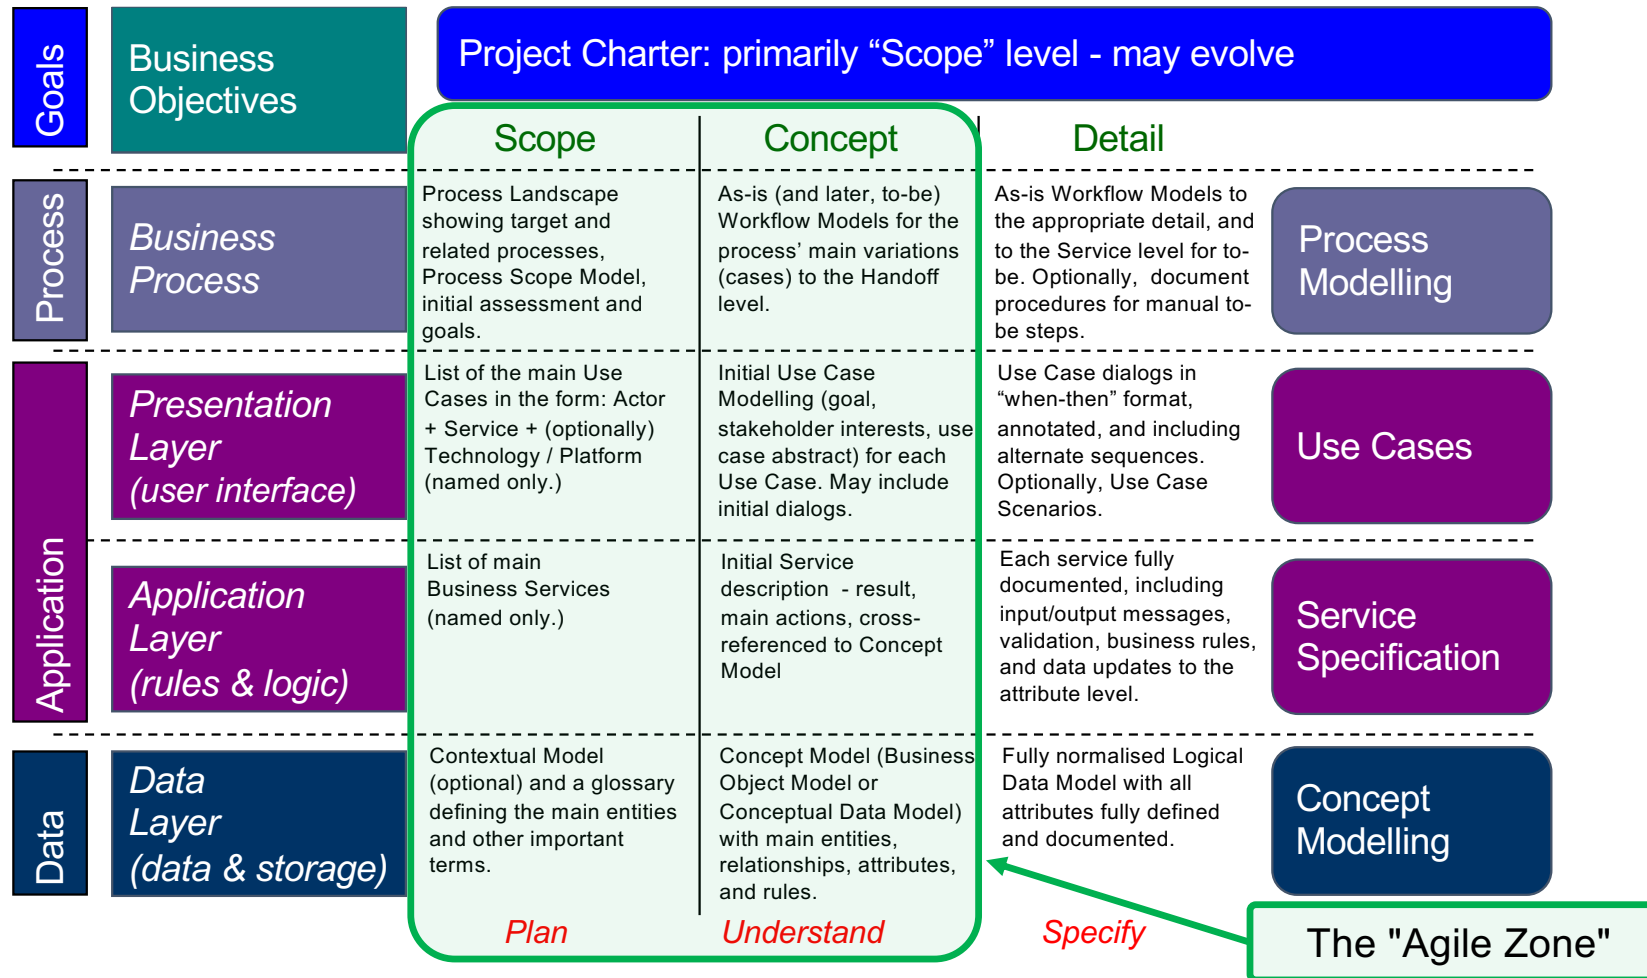 Goals
Business
Objectives
Project Charter: primarily “Scope” level - may evolve
Scope
Concept
Detail
Process
Business
Process
Process Landscape
showing target and
related processes,
Process Scope Model,
initial assessment and
goals.
As-is (and later, to-be)
Workflow Models for the
process’ main variations
(cases) to the Handoff
level.
As-is Workflow Models to
the appropriate detail, and
to the Service level for to-
be. Optionally, document
procedures for manual to-
be steps.
Process
Modelling
Application
Presentation
Layer
(user interface)
List of the main Use
Cases in the form: Actor
+ Service + (optionally)
Technology / Platform
(named only.)
Initial Use Case
Modelling (goal,
stakeholder interests, use
case abstract) for each
Use Case. May include
initial dialogs.
Use Case dialogs in
“when-then” format,
annotated, and including
alternate sequences.
Optionally, Use Case
Scenarios.
Use Cases
Application
Layer
(rules & logic)
List of main
Business Services
(named only.)
Initial Service
description - result,
main actions, cross-
referenced to Concept
Model
Each service fully
documented, including
input/output messages,
validation, business rules,
and data updates to the
attribute level.
Service
Specification
Data
Data
Layer
(data & storage)
Contextual Model
(optional) and a glossary
defining the main entities
and other important
terms.
Concept Model (Business
Object Model or
Conceptual Data Model)
with main entities,
relationships, attributes,
and rules.
Fully normalised Logical
Data Model with all
attributes fully defined
and documented.
Concept
Modelling
Plan
Understand
Specify
The "Agile Zone"